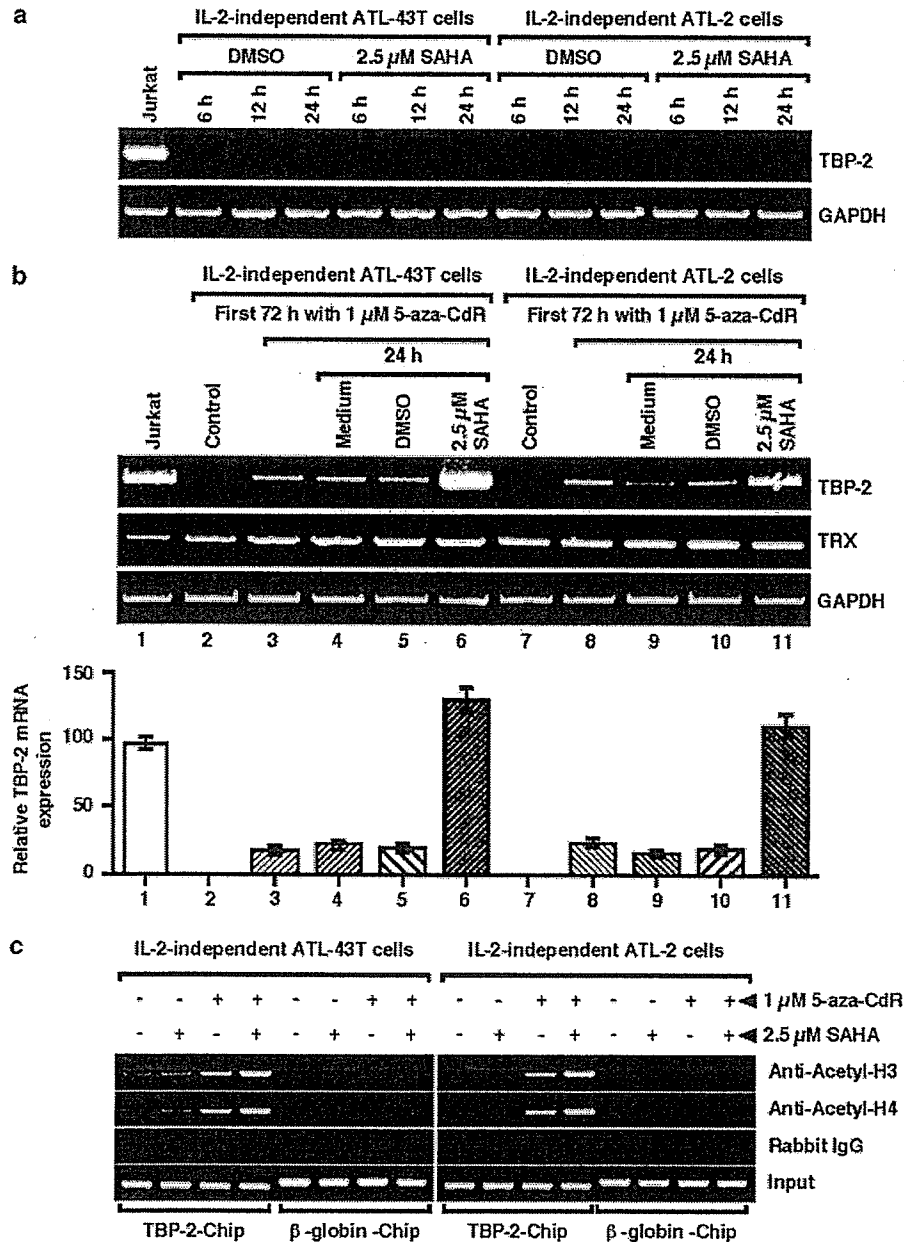 a
IL-2-independent ATL-43T cells IL-2-independent ATL-2 cells
DMSO 2.5 µM SAHA DMSO 2.5 µM SAHA
Jurkat 6 h 12 h 24 h 6 h 12 h 24 h 6 h 12 h 24 h 6 h 12 h 24 h
TBP-2
GAPDH
b
IL-2-independent ATL-43T cells IL-2-independent ATL-2 cells
First 72 h with 1 µM 5-aza-CdR First 72 h with 1 µM 5-aza-CdR
24 h 24 h
Jurkat Control Medium DMSO 2.5 µM SAHA Control Medium DMSO 2.5 µM SAHA
TBP-2
TRX
GAPDH
1 2 3 4 5 6 7 8 9 10 11
Relative TBP-2 mRNA expression
150
100
50
0
1 2 3 4 5 6 7 8 9 10 11
c
IL-2-independent ATL-43T cells IL-2-independent ATL-2 cells
- - + + - - + + - - + + - - + + 1 µM 5-aza-CdR
- + - + - + - + - + - + - + - + 2.5 µM SAHA
Anti-Acetyl-H3
Anti-Acetyl-H4
Rabbit IgG
Input
TBP-2-Chip β-globin-Chip TBP-2-Chip β-globin -Chip